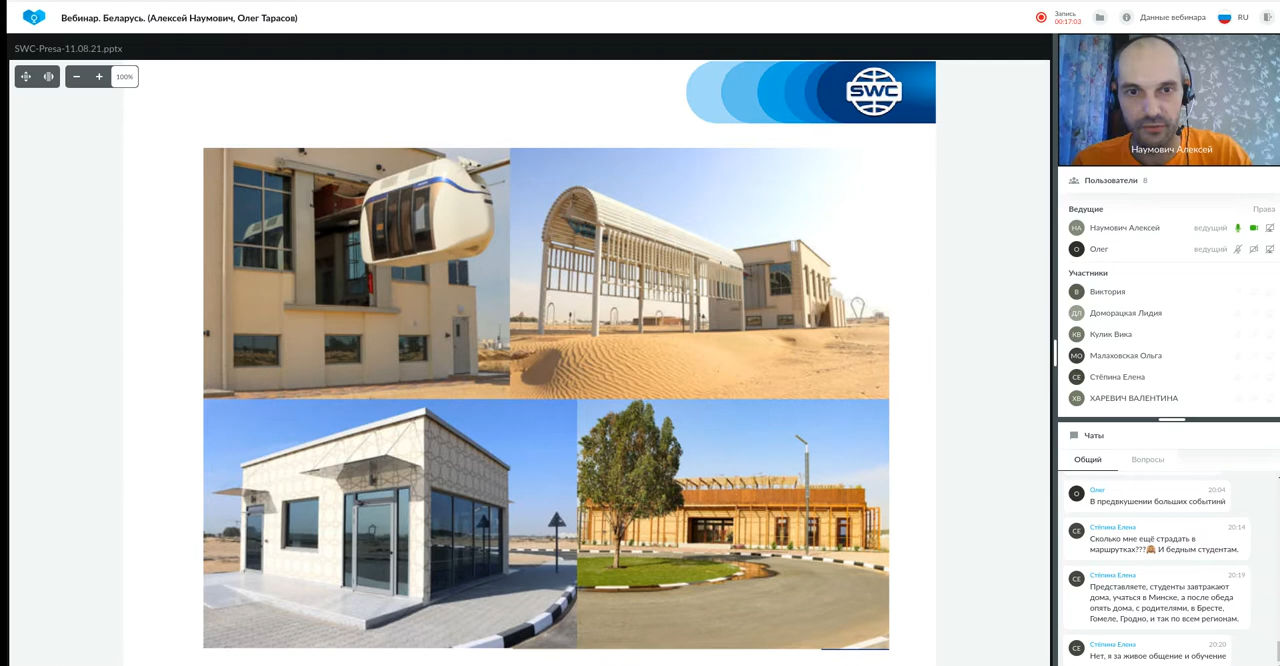 Вебинар. Беларусь. (Алексей Наумович, Олег Тарасов)
Запись
00:17:03
Данные вебинара
RU
SWC-Presa-11.08.21.pptx
100%
SWC
Наумович Алексей
Пользователи 8
Ведущие Права
НА Наумович Алексей ведущий
О Олег ведущий
Участники
В Виктория
ДЛ Доморацкая Лидия
КВ Кулик Вика
МО Малаховская Ольга
СЕ Стёпина Елена
ХВ ХАРЕВИЧ ВАЛЕНТИНА
Чаты
Общий Вопросы
О Олег 20:04
В предвкушении больших событинй
СЕ Стёпина Елена 20:14
Сколько мне ещё страдать в
маршрутках???🙈 И бедным студентам.
СЕ Стёпина Елена 20:19
Представляете, студенты завтракают
дома, учаться в Минске, а после обеда
опять дома, с родителями, в Бресте,
Гомеле, Гродно, и так по всем регионам.
СЕ Стёпина Елена 20:20
Нет, я за живое общение и обучение